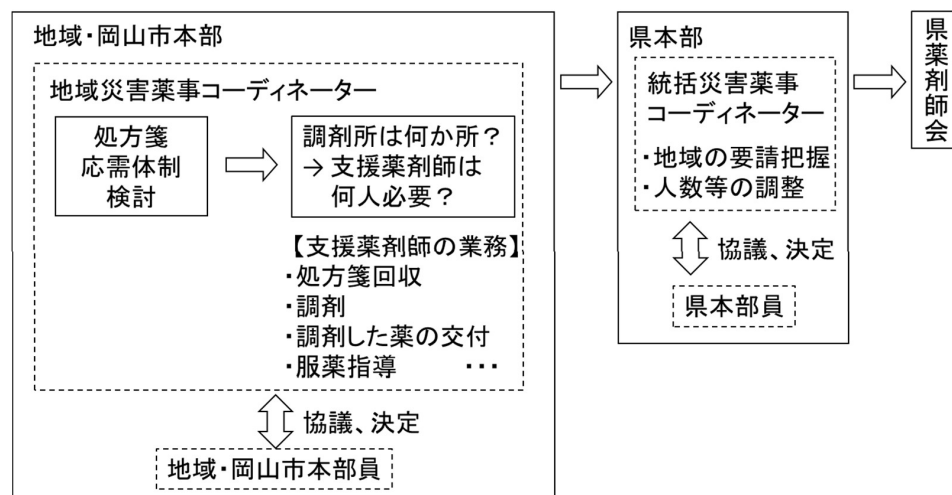 地域・岡山市本部
地域災害薬事コーディネーター
処方箋
応需体制
検討
調剤所は何か所？
→ 支援薬剤師は
何人必要？
【支援薬剤師の業務】
・処方箋回収
・調剤
・調剤した薬の交付
・服薬指導　　・・・
協議、決定
地域・岡山市本部員
県本部
統括災害薬事
コーディネーター
・地域の要請把握
・人数等の調整
協議、決定
県本部員
県薬剤師会